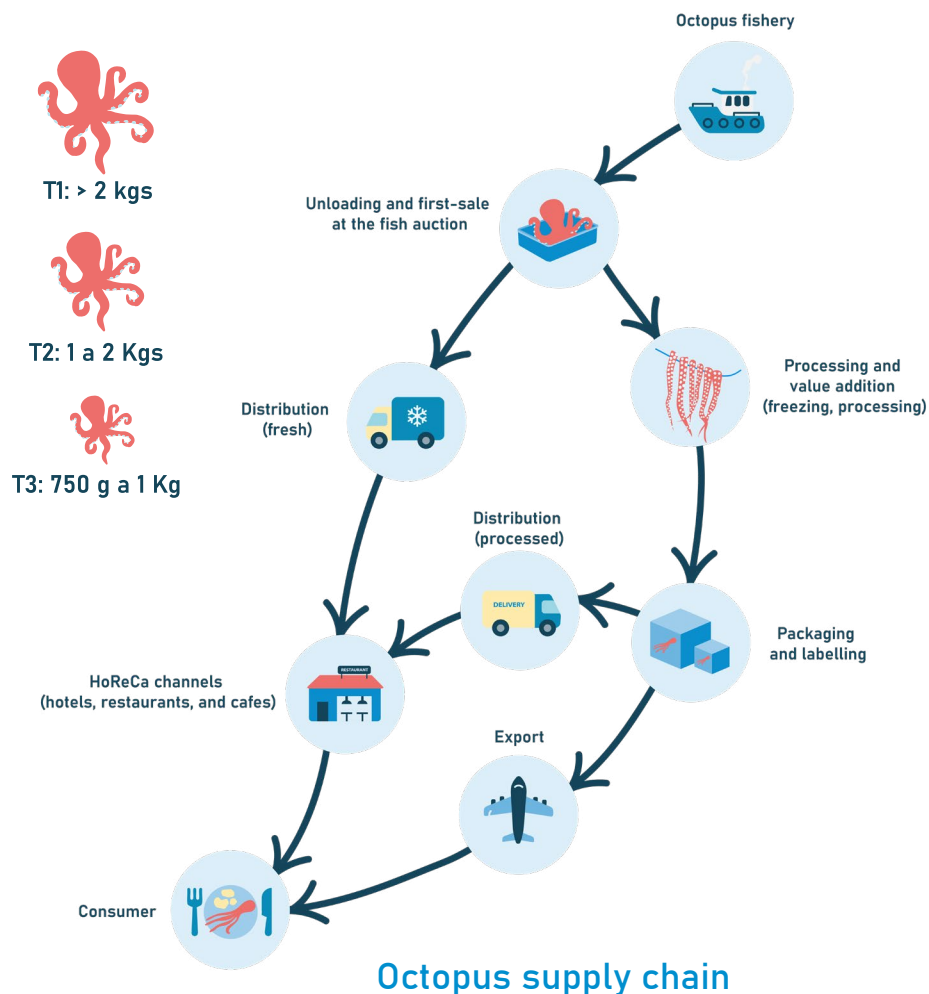 Octopus fishery
T1: > 2 kgs
Unloading and first-sale
at the fish auction
T2: 1 a 2 Kgs
Processing and
value addition
(freezing, processing)
Distribution
(fresh)
T3: 750 g a 1 Kg
Distribution
(processed)
DELIVERY
Packaging
and labelling
RESTAURANT
HoReCa channels
(hotels, restaurants, and cafes)
Export
Consumer
Octopus supply chain